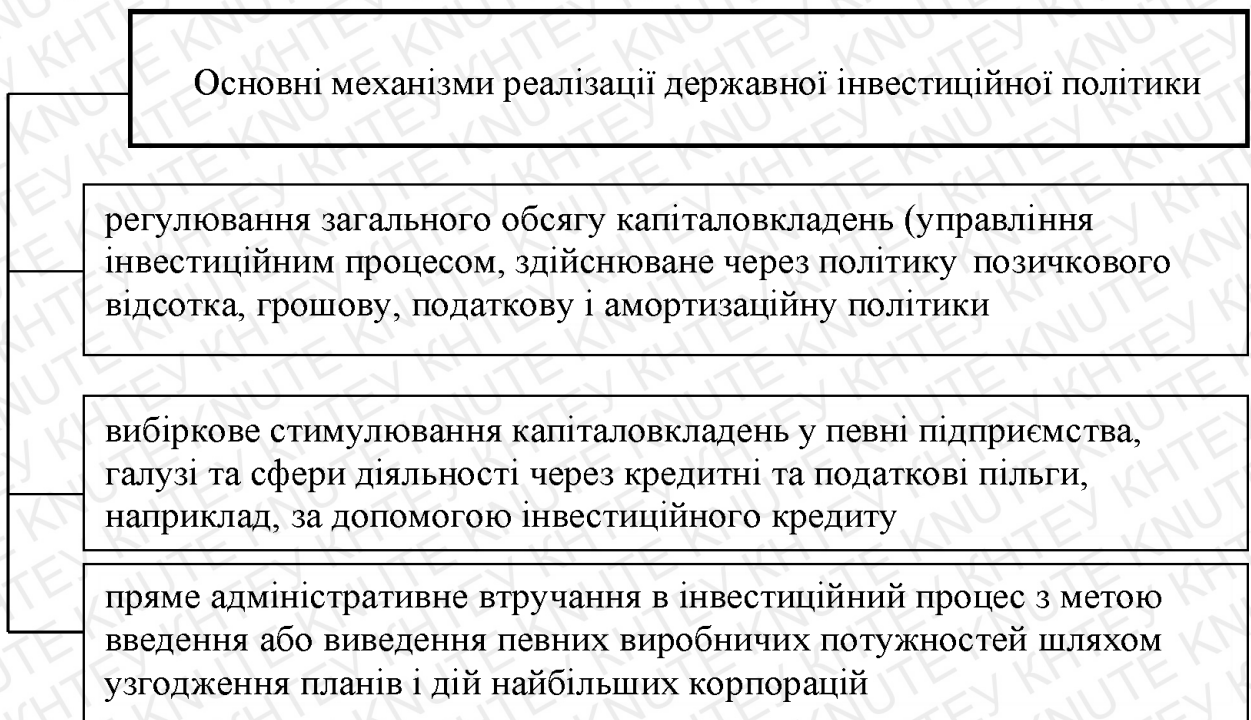 Основні механізми реалізації державної інвестиційної політики
регулювання загального обсягу капіталовкладень (управління
інвестиційним процесом, здійснюване через політику позичкового
відсотка, грошову, податкову і амортизаційну політики
вибіркове стимулювання капіталовкладень у певні підприємства,
галузі та сфери діяльності через кредитні та податкові пільги,
наприклад, за допомогою інвестиційного кредиту
пряме адміністративне втручання в інвестиційний процес з метою
введення або виведення певних виробничих потужностей шляхом
узгодження планів і дій найбільших корпорацій